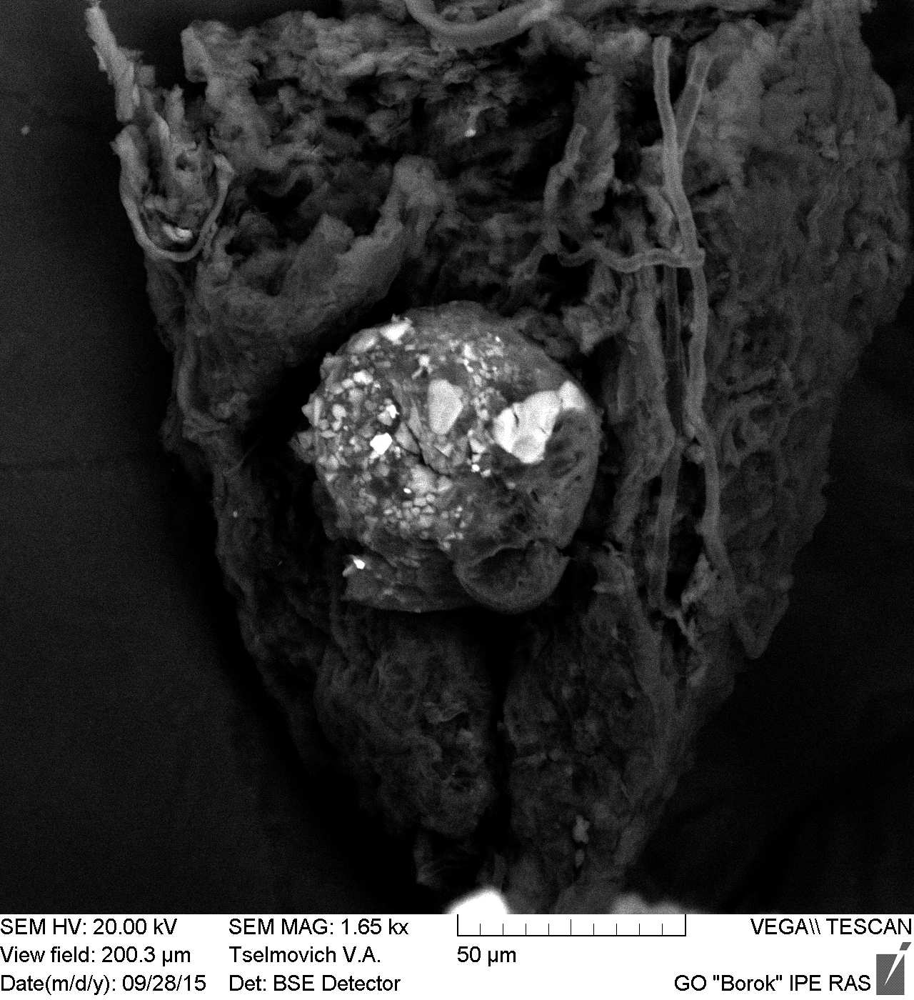 SEM HV: 20.00 kV SEM MAG: 1.65 kx VEGA\\ TESCAN
View field: 200.3 µm Tselmovich V.A. 50 µm
Date(m/d/y): 09/28/15 Det: BSE Detector GO "Borok" IPE RAS